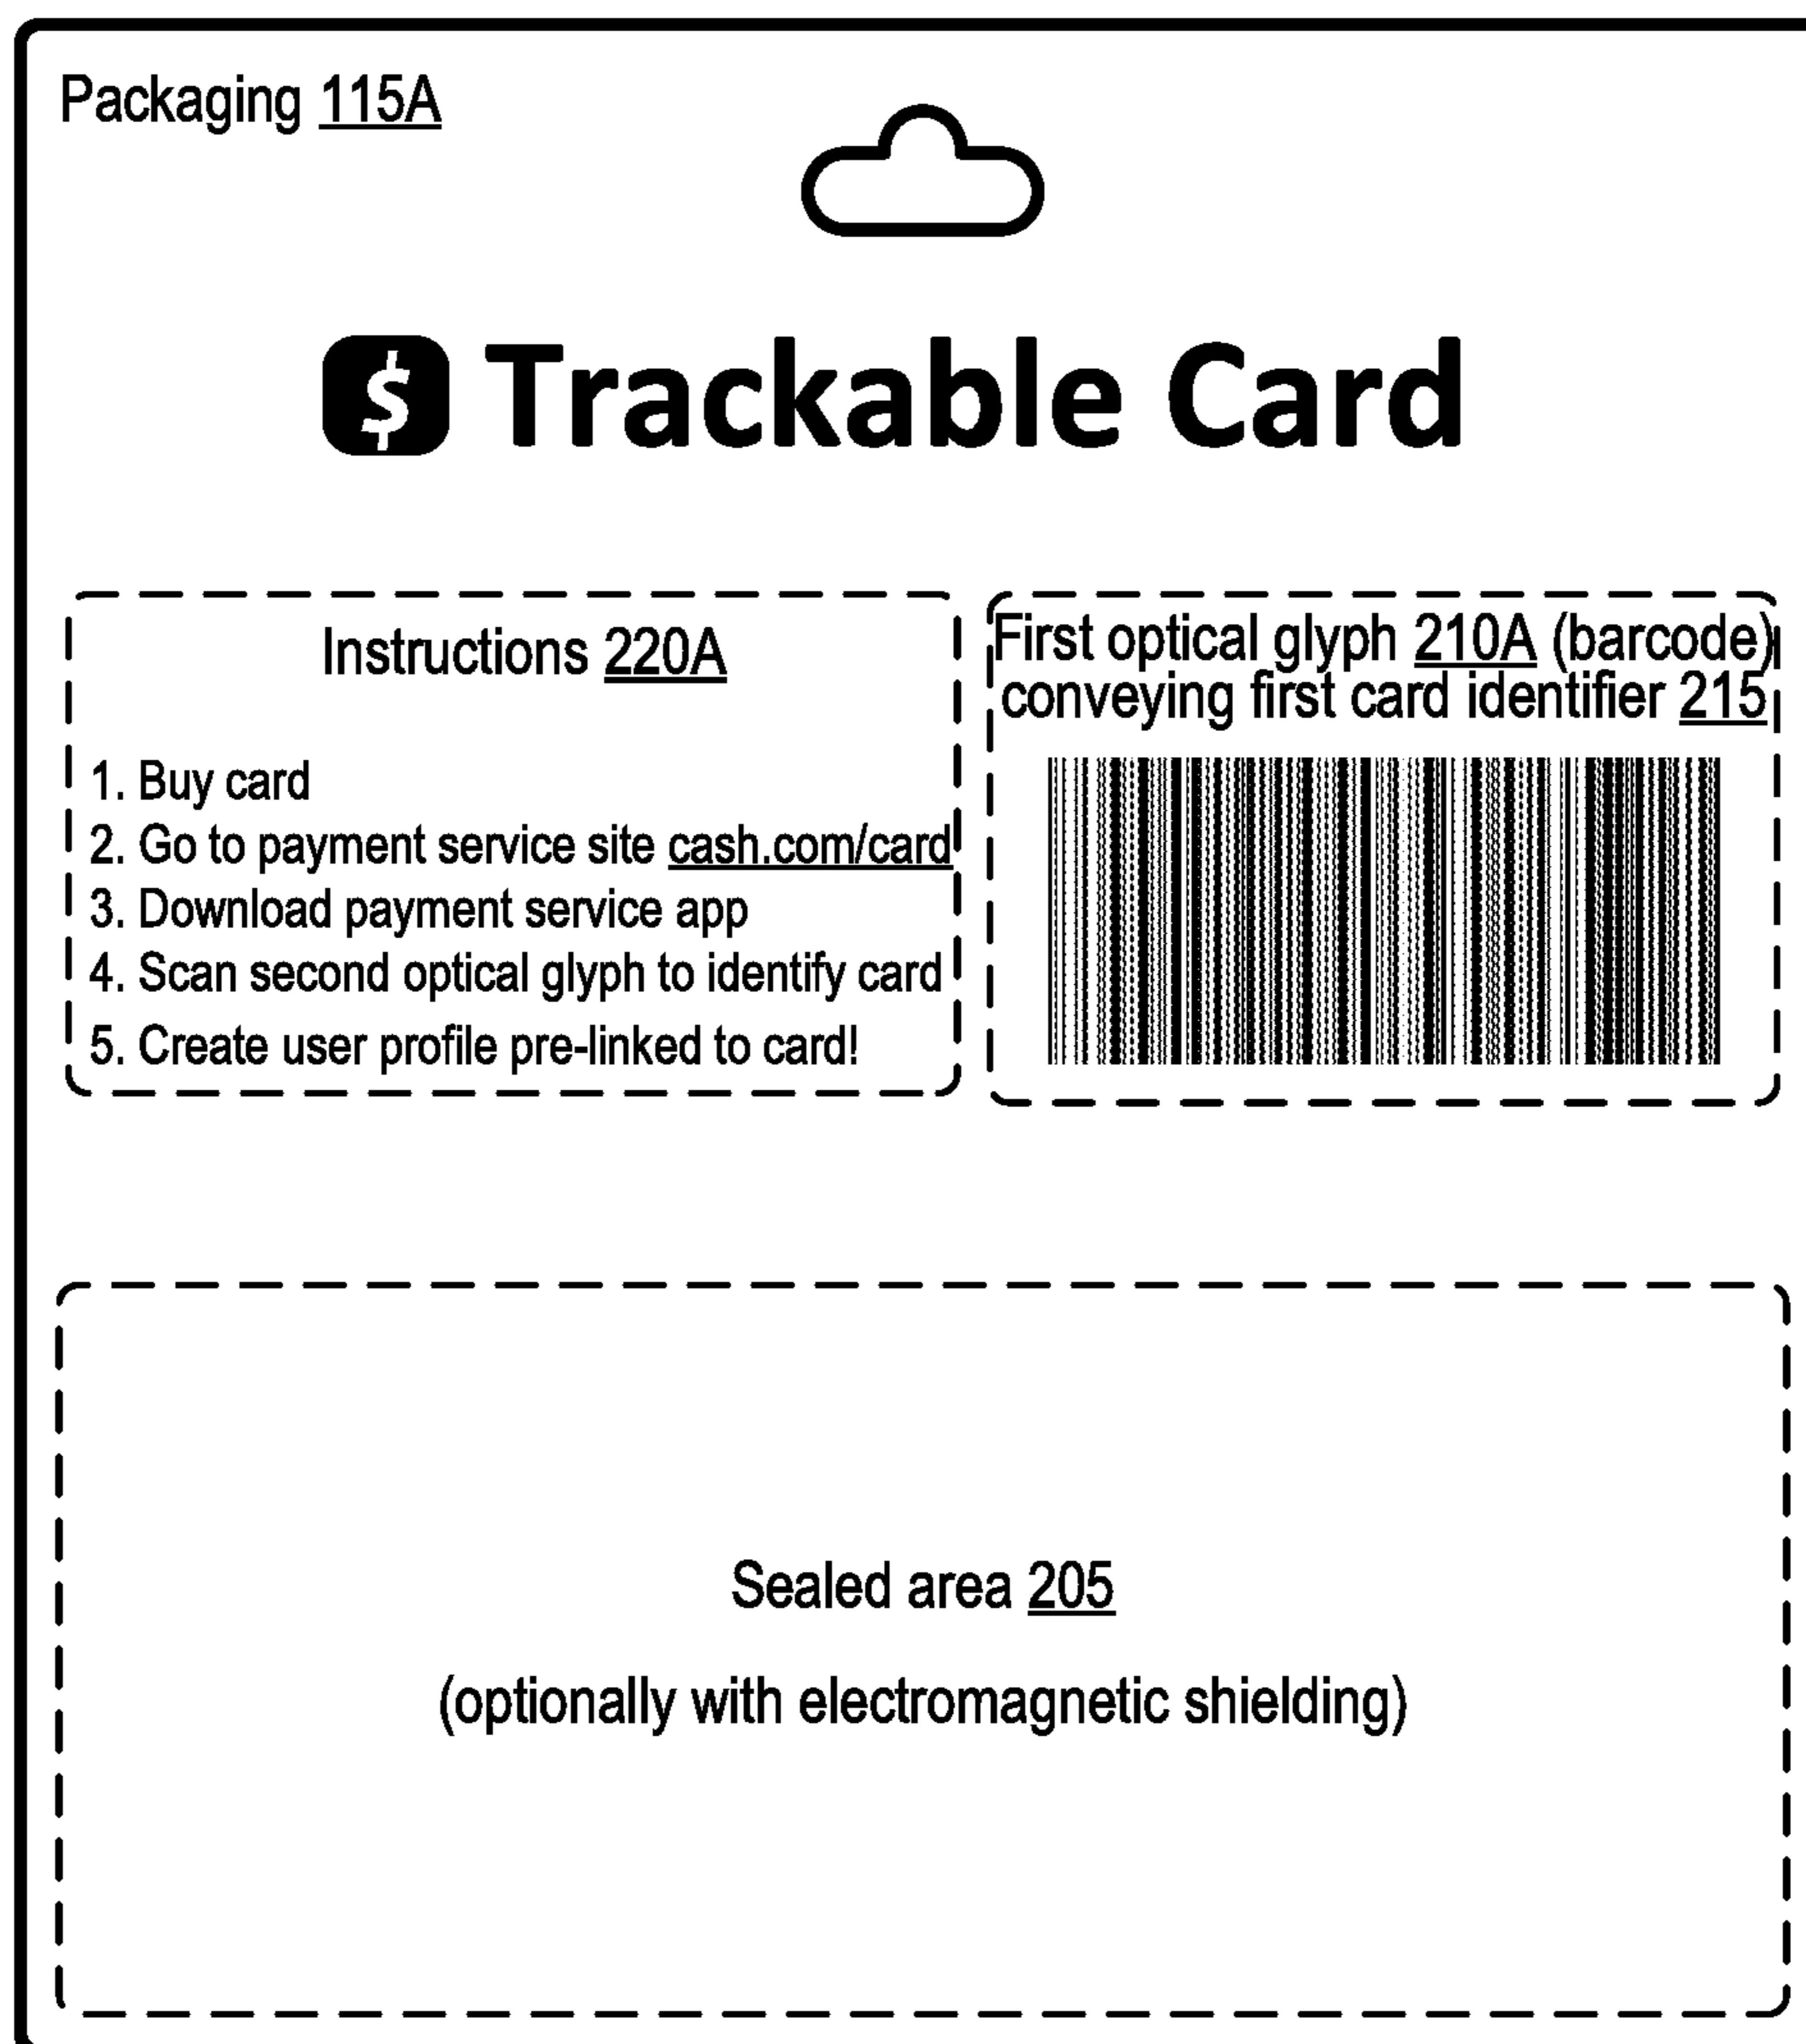 Packaging 115A
$ Trackable Card
Instructions 220A
1. Buy card
2. Go to payment service site cash.com/card
3. Download payment service app
4. Scan second optical glyph to identify card
5. Create user profile pre-linked to card!
First optical glyph 210A (barcode)
conveying first card identifier 215
Sealed area 205
(optionally with electromagnetic shielding)